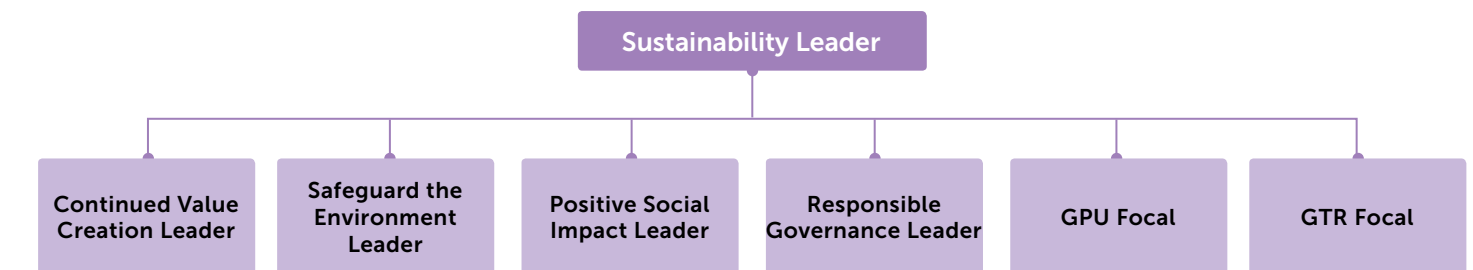 Sustainability Leader
Continued Value
Creation Leader
Safeguard the
Environment
Leader
Positive Social
Impact Leader
Responsible
Governance Leader
GPU Focal
GTR Focal